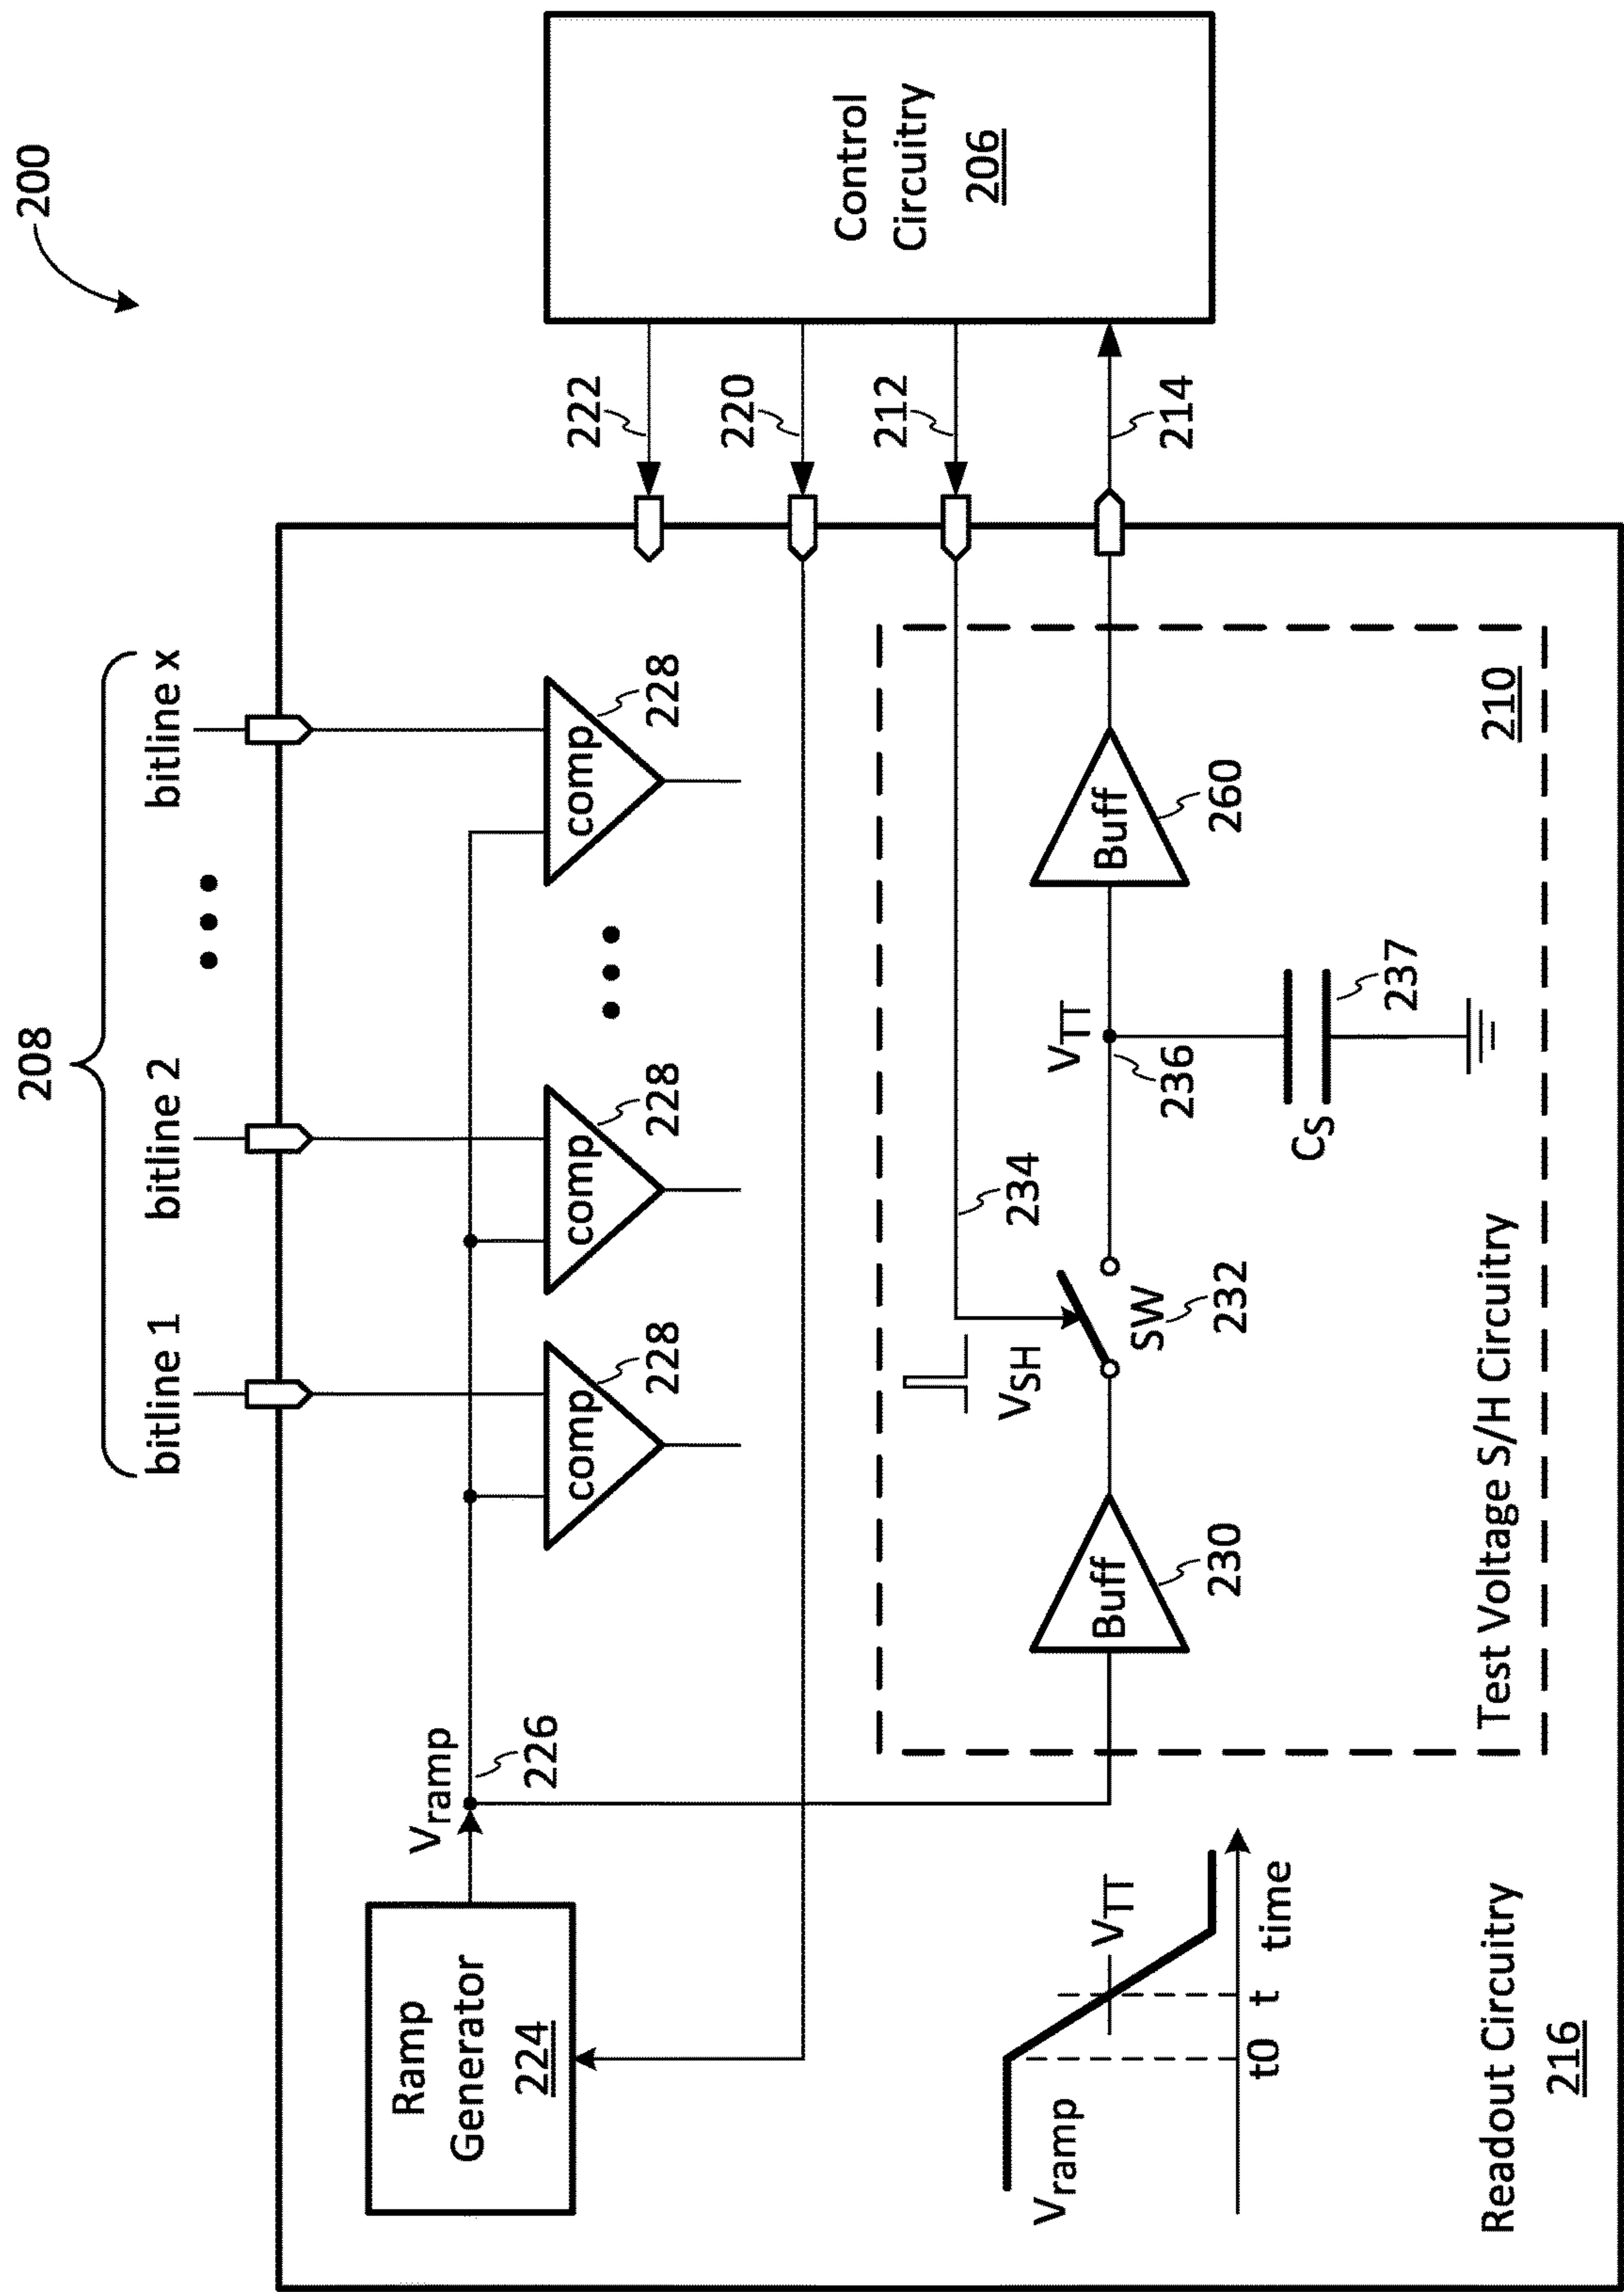 200
208
bitline 1
bitline 2
bitline x
Ramp
Generator
224
Vramp
226
comp
228
comp
228
comp
228
222
220
212
214
Control
Circuitry
206
VSH
234
Buff
230
SW
232
VTT
236
CS
237
Buff
260
Test Voltage S/H Circuitry
210
Vramp
VTT
t0
t
time
Readout Circuitry
216